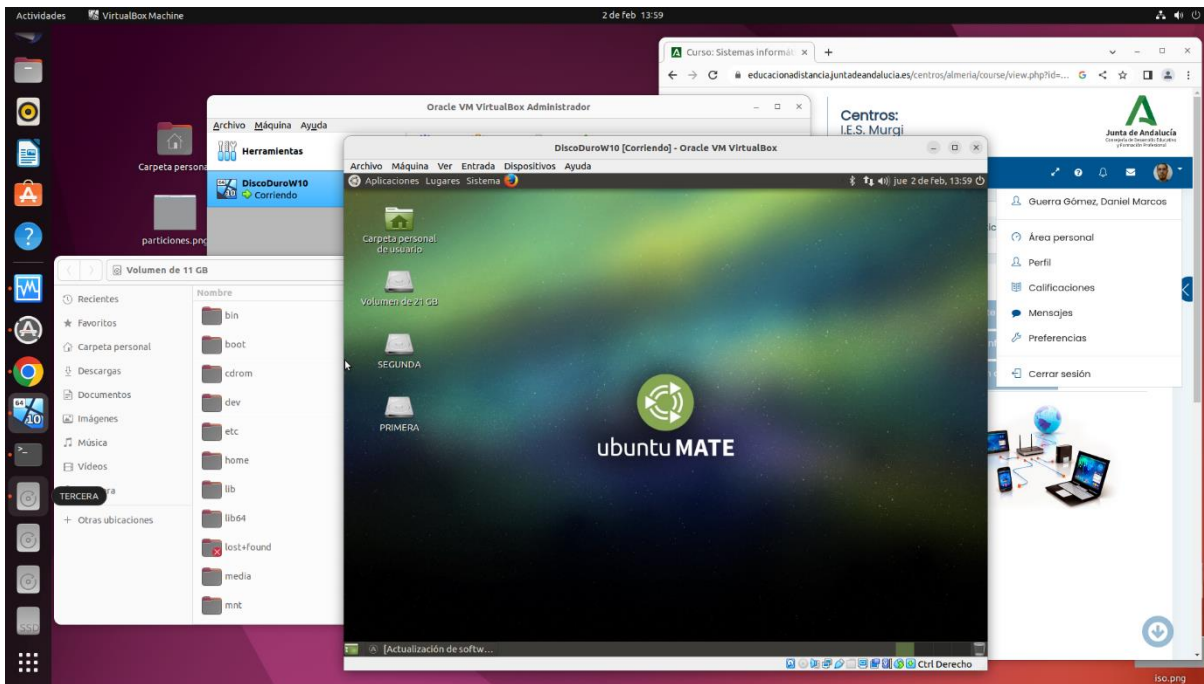 Actividades VirtualBox Machine 2 de feb 13:59
Curso: Sistemas informát
educacionadistancia.juntadeandalucia.es/centros/almeria/course/view.php?id=...
Oracle VM VirtualBox Administrador
Archivo Máquina Ayuda
Herramientas
DiscoDuroW10
Corriendo
Carpeta persona
particiones.png
Centros:
I.E.S. Murgi
Junta de Andalucía
Guerra Gómez, Daniel Marcos
Área personal
Perfil
Calificaciones
Mensajes
Preferencias
Cerrar sesión
DiscoDuroW10 [Corriendo] - Oracle VM VirtualBox
Archivo Máquina Ver Entrada Dispositivos Ayuda
Aplicaciones Lugares Sistema jue 2 de feb, 13:59
Carpeta personal
de usuario
Volumen de 21 GB
SEGUNDA
PRIMERA
ubuntu MATE
[Actualización de softw...
Ctrl Derecho
Volumen de 11 GB
Recientes
Favoritos
Carpeta personal
Descargas
Documentos
Imágenes
Música
Vídeos
ra
Otras ubicaciones
TERCERA
Nombre
bin
boot
cdrom
dev
etc
home
lib
lib64
lost+found
media
mnt
64
10
SSD
iso.png